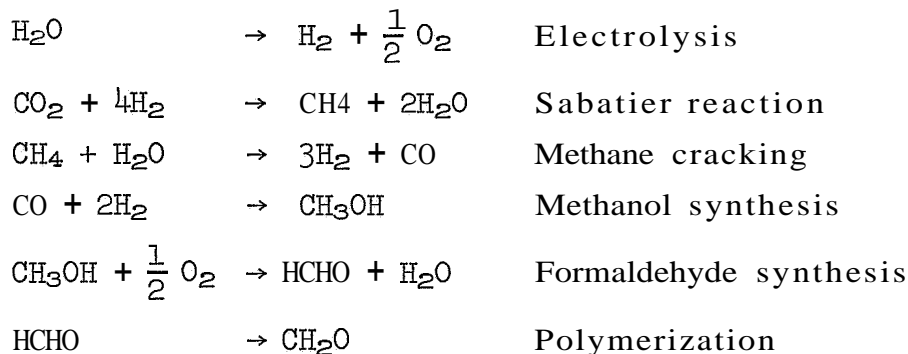 H₂O → H₂ + 1/2 O₂ Electrolysis
CO₂ + 4H₂ → CH4 + 2H₂O Sabatier reaction
CH₄ + H₂O → 3H₂ + CO Methane cracking
CO + 2H₂ → CH₃OH Methanol synthesis
CH₃OH + 1/2 O₂ → HCHO + H₂O Formaldehyde synthesis
HCHO → CH₂O Polymerization